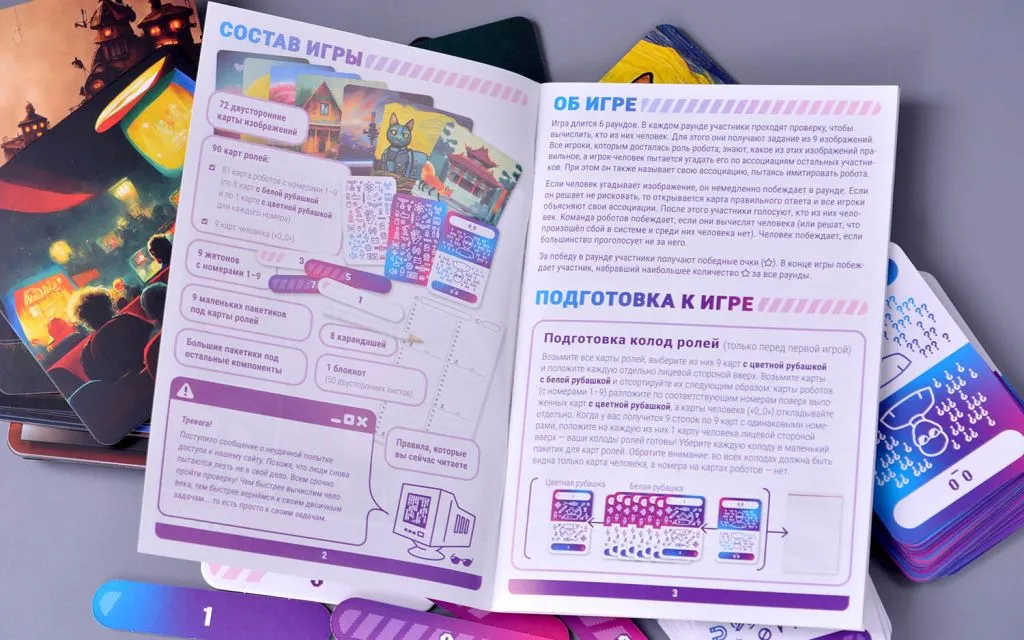 СОСТАВ ИГРЫ
72 двусторонние
карты изображений
90 карт ролей:
81 карта роботов с номерами 1–9
(по 8 карт с белой рубашкой
и по 1 карте с цветной рубашкой
для каждого номера)
9 карт человека («0_0»).
9 жетонов
с номерами 1–9
3
5
7
1
9 маленьких пакетиков
под карты ролей
8 карандашей
Большие пакетики под
остальные компоненты
1 блокнот
(50 двусторонних листов)
Тревога!
Поступило сообщение о неудачной попытке
доступа к нашему сайту. Похоже, что люди снова
пытаются лезть не в своё дело. Всем срочно
пройти проверку! Чем быстрее вычислим чело-
века, тем быстрее вернёмся к своим двоичным
задачам... то есть просто к своим задачам.
Правила, которые
вы сейчас читаете
2
ОБ ИГРЕ
Игра длится 6 раундов. В каждом раунде участники проходят проверку, чтобы
вычислить, кто из них человек. Для этого они получают задание из 9 изображений.
Все игроки, которым досталась роль робота, знают, какое из этих изображений пра-
вильное, а игрок-человек пытается угадать его по ассоциациям остальных участни-
ков. При этом он также называет свою ассоциацию, пытаясь имитировать робота.
Если человек угадывает изображение, он немедленно побеждает в раунде. Если
он решает не рисковать, то открывается карта правильного ответа и все игроки
объясняют свои ассоциации. После этого участники голосуют, кто из них чело-
век. Команда роботов побеждает, если они вычислят человека (или решат, что
произошёл сбой в системе и среди них человека нет). Человек побеждает, если
большинство проголосует не за него.
За победу в раунде участники получают победные очки (☆). В конце игры побеж-
дает участник, набравший наибольшее количество ☆ за все раунды.
ПОДГОТОВКА К ИГРЕ
Подготовка колод ролей (только перед первой игрой)
Возьмите все карты ролей, выберите из них 9 карт с цветной рубашкой
и положите каждую отдельно лицевой стороной вверх. Возьмите карты
с белой рубашкой и отсортируйте их следующим образом: карты роботов
(с номерами 1–9) разложите по соответствующим номерам поверх выло-
женных карт с цветной рубашкой, а карты человека («0_0») откладывайте
отдельно. Когда у вас получится 9 стопок по 9 карт с одинаковыми номе-
рами, положите на каждую из них 1 карту человека лицевой стороной
вверх — ваши колоды ролей готовы! Уберите каждую колоду в маленький
пакетик для карт ролей. Обратите внимание: во всех колодах должна быть
видна только карта человека, а номера на картах роботов — нет.
Цветная рубашка
Белая рубашка
3
0_0
1